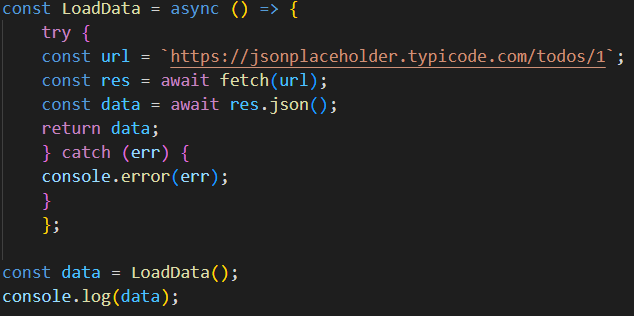 const LoadData = async () => {
try {
const url = `https://jsonplaceholder.typicode.com/todos/1`;
const res = await fetch(url);
const data = await res.json();
return data;
} catch (err) {
console.error(err);
}
};
const data = LoadData();
console.log(data);